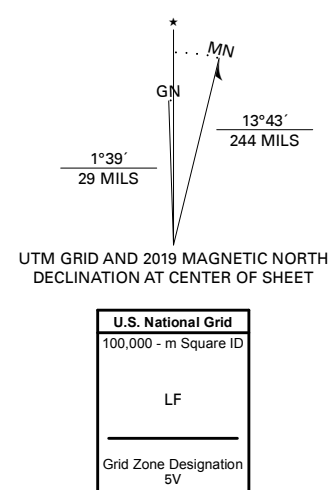 ★
MN
GN
13°43´
244 MILS
1°39´
29 MILS
UTM GRID AND 2019 MAGNETIC NORTH
DECLINATION AT CENTER OF SHEET
U.S. National Grid
100,000 - m Square ID
LF
Grid Zone Designation
5V